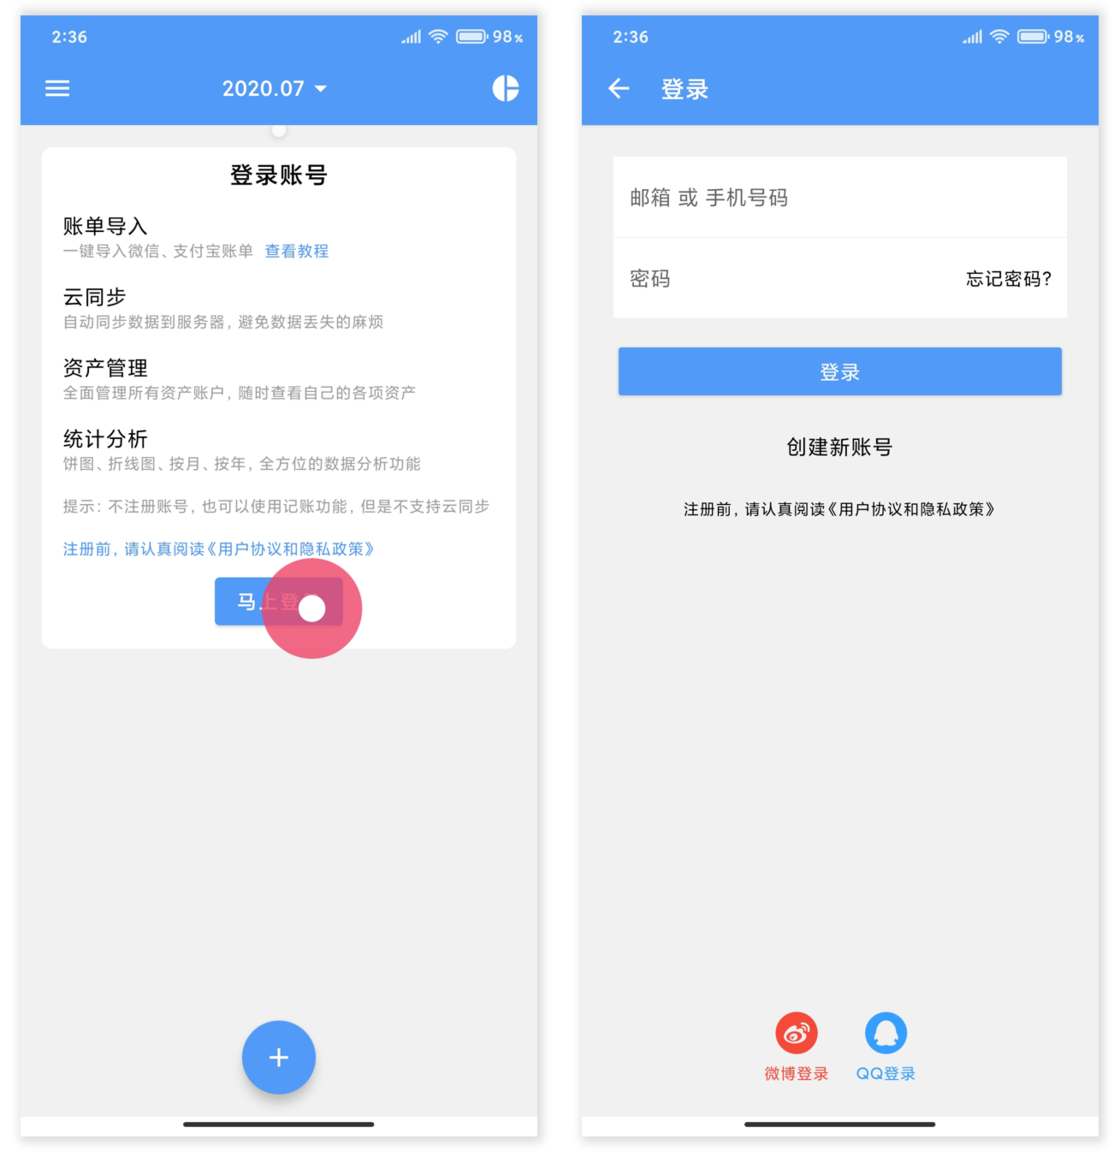 2:36
98%
2020.07
登录账号
账单导入
一键导入微信、支付宝账单 查看教程
云同步
自动同步数据到服务器，避免数据丢失的麻烦
资产管理
全面管理所有资产账户，随时查看自己的各项资产
统计分析
饼图、折线图、按月、按年，全方位的数据分析功能
提示：不注册账号，也可以使用记账功能，但是不支持云同步
注册前，请认真阅读《用户协议和隐私政策》
马上登
2:36
98%
登录
邮箱 或 手机号码
密码 忘记密码?
登录
创建新账号
注册前，请认真阅读《用户协议和隐私政策》
微博登录 QQ登录